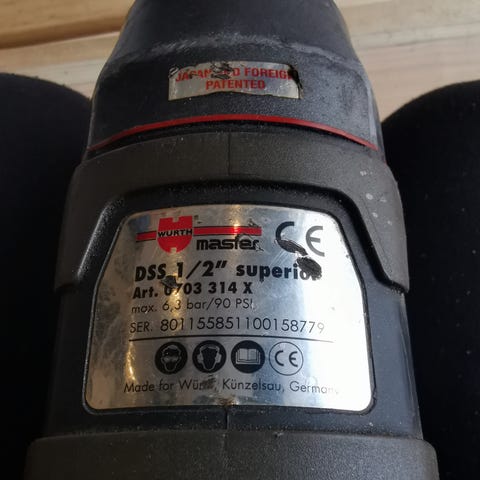 JAPAN AND FOREIGN
PATENTED
WÜRTH
master CE
DSS 1/2" superior
Art. 0703 314 X
max. 6,3 bar/90 PSI
SER. 801155851100158779
CE
Made for Würth, Künzelsau, Germany